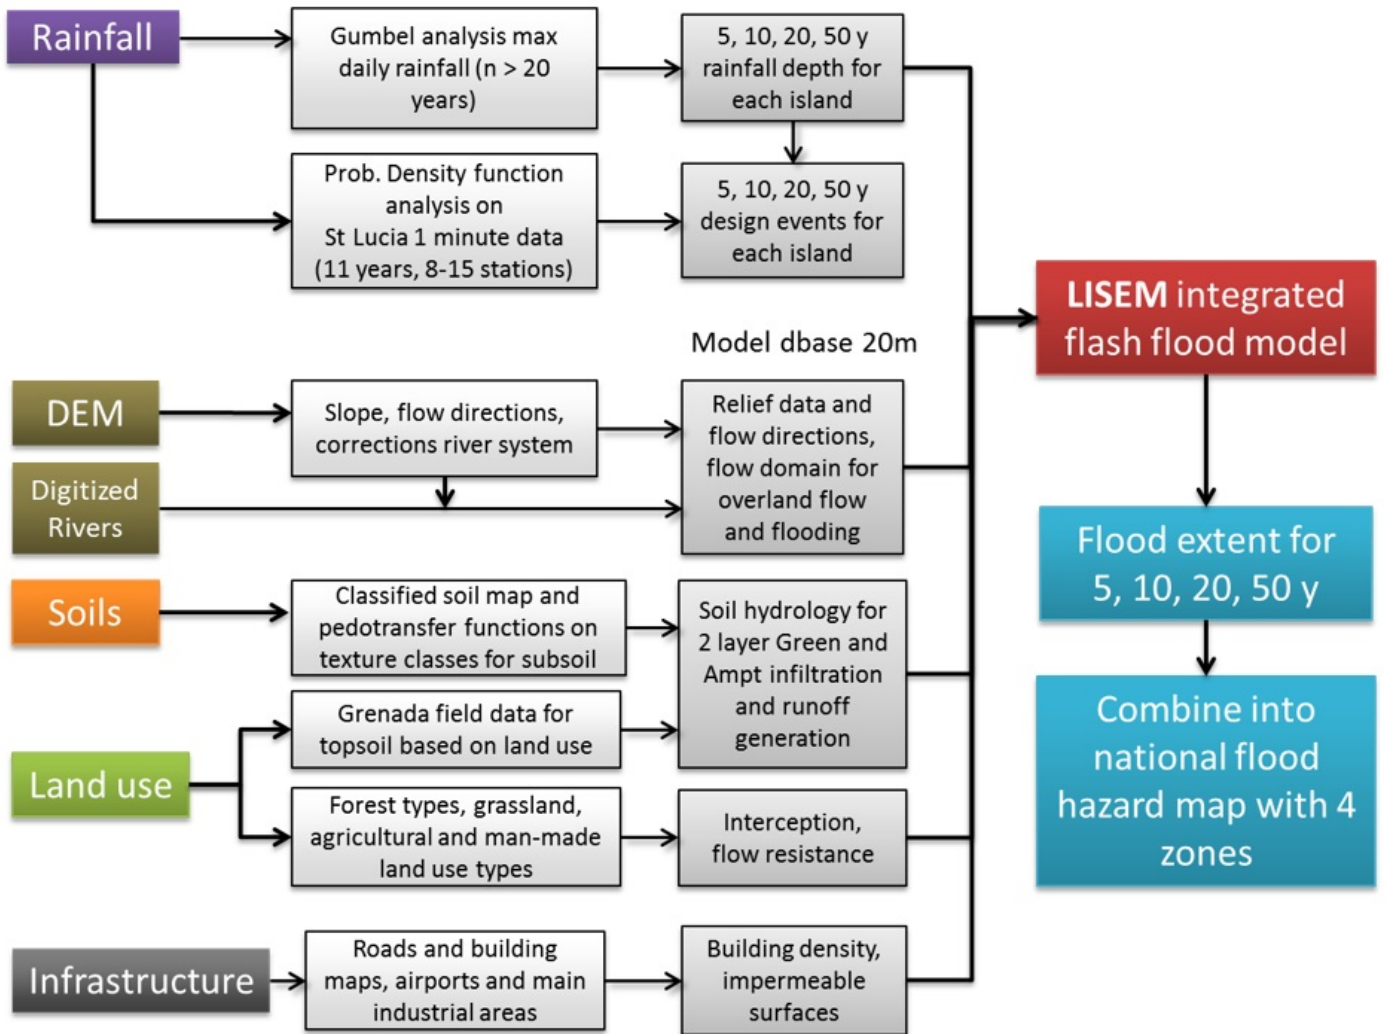 Rainfall
Gumbel analysis max
daily rainfall (n > 20
years)
5, 10, 20, 50 y
rainfall depth for
each island
Prob. Density function
analysis on
St Lucia 1 minute data
(11 years, 8-15 stations)
5, 10, 20, 50 y
design events for
each island
LISEM integrated
flash flood model
Model dbase 20m
DEM
Slope, flow directions,
corrections river system
Relief data and
flow directions,
flow domain for
overland flow
and flooding
Digitized
Rivers
Flood extent for
5, 10, 20, 50 y
Soils
Classified soil map and
pedotransfer functions on
texture classes for subsoil
Soil hydrology for
2 layer Green and
Ampt infiltration
and runoff
generation
Grenada field data for
topsoil based on land use
Land use
Forest types, grassland,
agricultural and man-made
land use types
Interception,
flow resistance
Combine into
national flood
hazard map with 4
zones
Infrastructure
Roads and building
maps, airports and main
industrial areas
Building density,
impermeable
surfaces